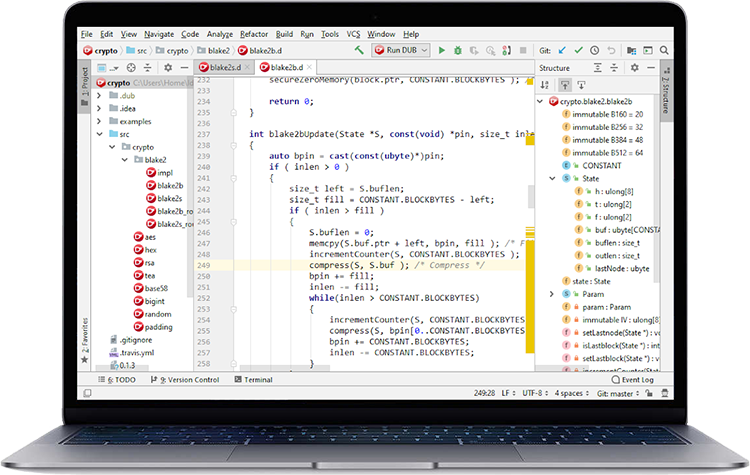 File Edit View Navigate Code Analyze Refactor Build Run Tools VCS Window Help
crypto src crypto blake2 blake2b.d Run DUB Git:
1: Project
crypto C:\Users\Home\
.dub
.idea
examples
src
crypto
blake2
impl
blake2b
blake2s
blake2b_ro
blake2s_ro
aes
hex
rsa
tea
base58
bigint
random
padding
.gitignore
.travis.yml
0.1.3
2: Favorites
blake2s.d blake2b.d
232 secureZeroMemory(block.ptr, CONSTANT.BLOCKBYTES ); /
233
234 return 0;
235 }
236
237 int blake2bUpdate(State *S, const(void) *pin, size_t inle
238 {
239 auto bpin = cast(const(ubyte)*)pin;
240 if ( inlen > 0 )
241 {
242 size_t left = S.buflen;
243 size_t fill = CONSTANT.BLOCKBYTES - left;
244 if ( inlen > fill )
245 {
246 S.buflen = 0;
247 memcpy(S.buf.ptr + left, bpin, fill ); /* F
248 incrementCounter(S, CONSTANT.BLOCKBYTES );
249 compress(S, S.buf ); /* Compress */
250 bpin += fill;
251 inlen -= fill;
252 while(inlen > CONSTANT.BLOCKBYTES)
253 {
254 incrementCounter(S, CONSTANT.BLOCKBYTES
255 compress(S, bpin[0..CONSTANT.BLOCKBYTES
256 bpin += CONSTANT.BLOCKBYTES;
257 inlen -= CONSTANT.BLOCKBYTES;
258 }
Structure
crypto.blake2.blake2b
immutable B160 = 20
immutable B256 = 32
immutable B384 = 48
immutable B512 = 64
CONSTANT
State
h : ulong[8]
t : ulong[2]
f : ulong[2]
buf : ubyte[CONST
buflen : size_t
outlen : size_t
lastNode : ubyte
state : State
Param
param : Param
immutable IV : ulong[8
setLastnode(State *) : vo
isLastblock(State *) : int
setLastblock(State *) : v
incrementCounter(State
Z: Structure
6: TODO 9: Version Control Terminal Event Log
249:28 LF UTF-8 4 spaces Git: master